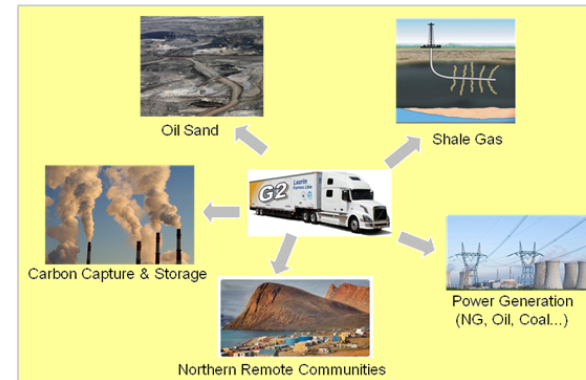 Oil Sand
Shale Gas
G2
Carbon Capture & Storage
Power Generation
(NG, Oil, Coal...)
Northern Remote Communities